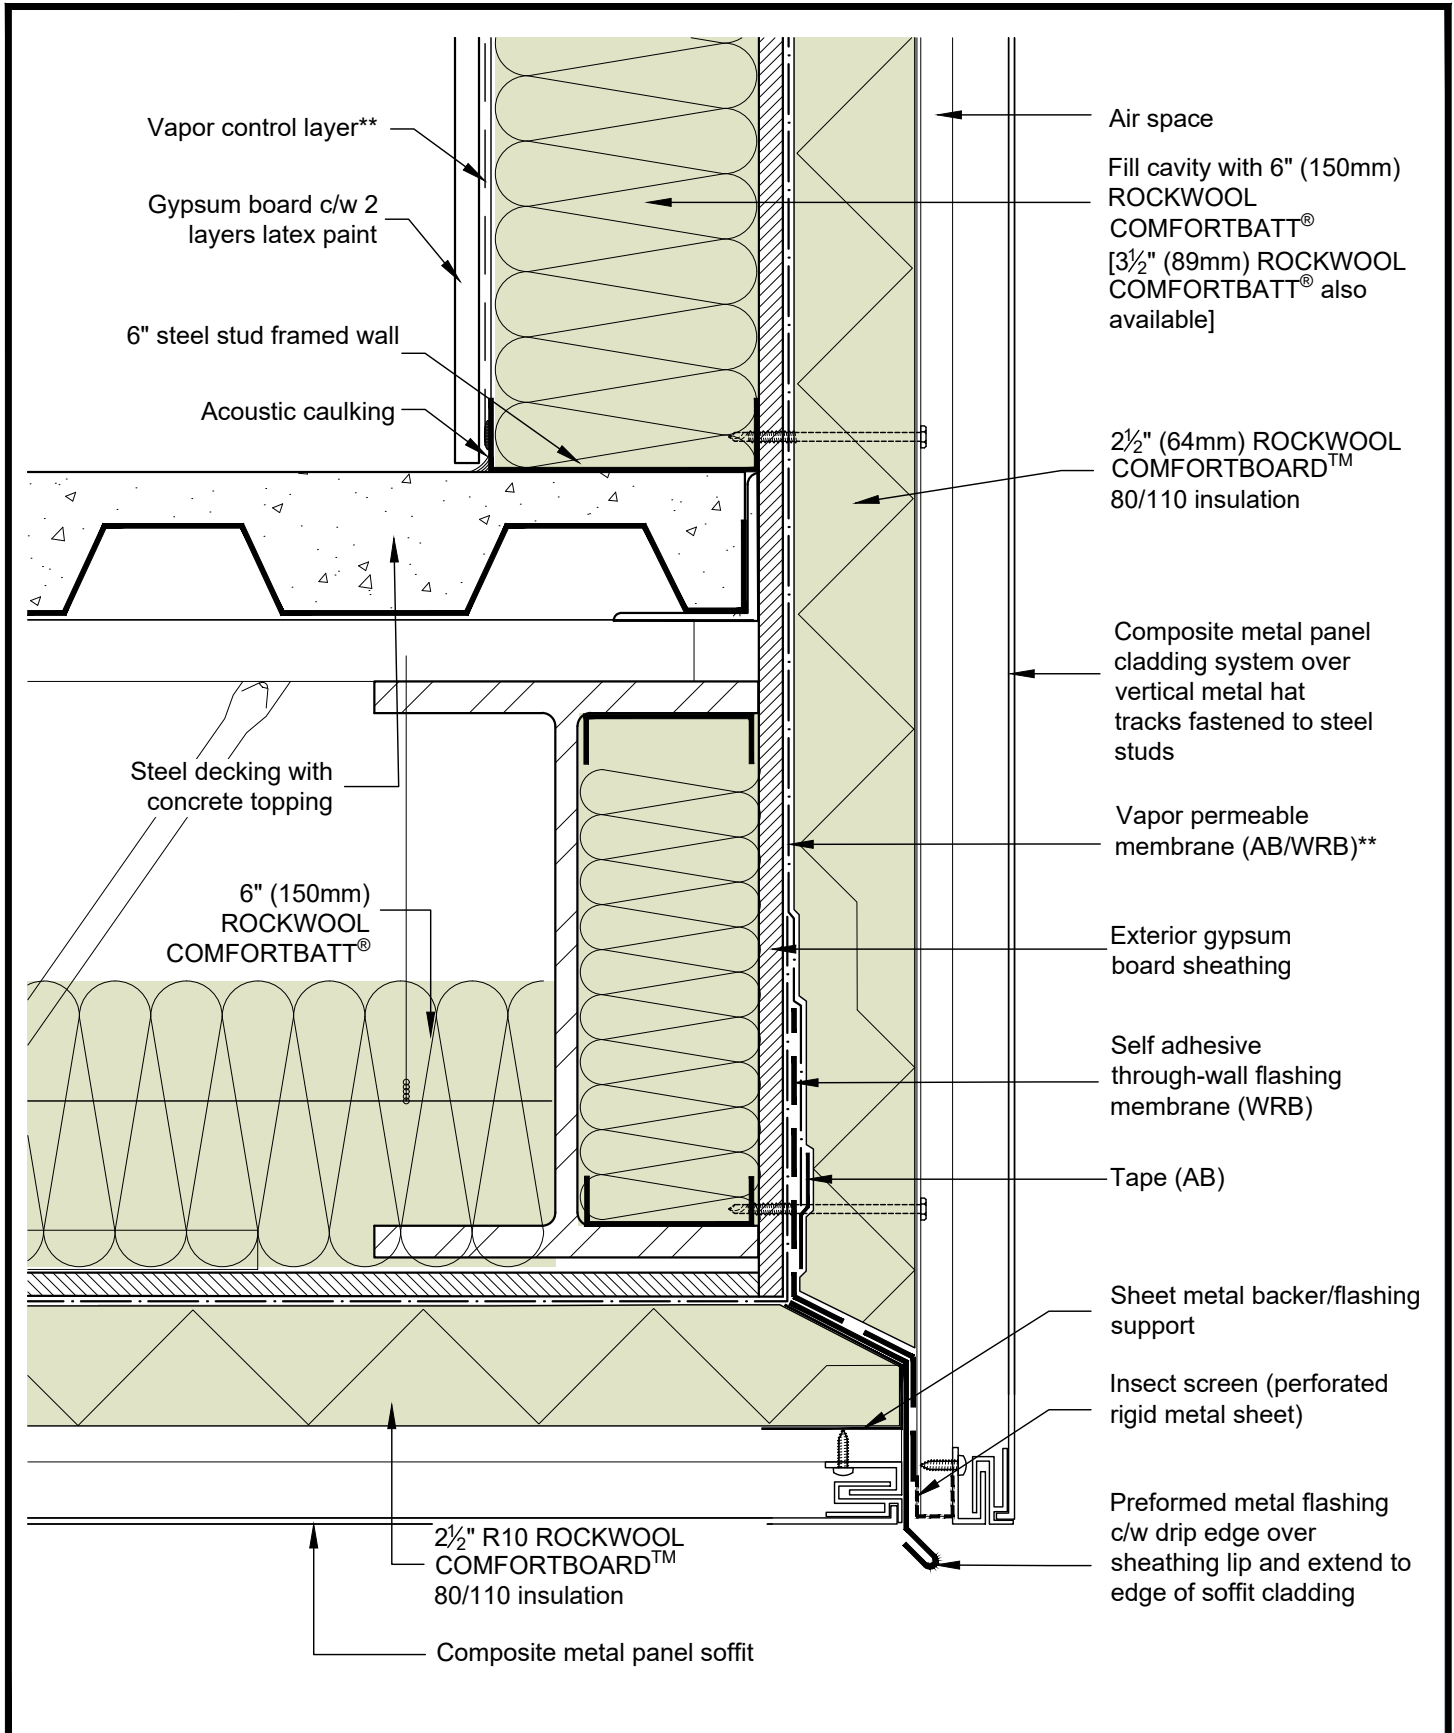 Vapor control layer**
Gypsum board c/w 2
layers latex paint
6" steel stud framed wall
Acoustic caulking
Steel decking with
concrete topping
6" (150mm)
ROCKWOOL
COMFORTBATT®
2½" R10 ROCKWOOL
COMFORTBOARD™
80/110 insulation
Composite metal panel soffit
Air space
Fill cavity with 6" (150mm)
ROCKWOOL
COMFORTBATT®
[3½" (89mm) ROCKWOOL
COMFORTBATT® also
available]
2½" (64mm) ROCKWOOL
COMFORTBOARD™
80/110 insulation
Composite metal panel
cladding system over
vertical metal hat
tracks fastened to steel
studs
Vapor permeable
membrane (AB/WRB)**
Exterior gypsum
board sheathing
Self adhesive
through-wall flashing
membrane (WRB)
Tape (AB)
Sheet metal backer/flashing
support
Insect screen (perforated
rigid metal sheet)
Preformed metal flashing
c/w drip edge over
sheathing lip and extend to
edge of soffit cladding